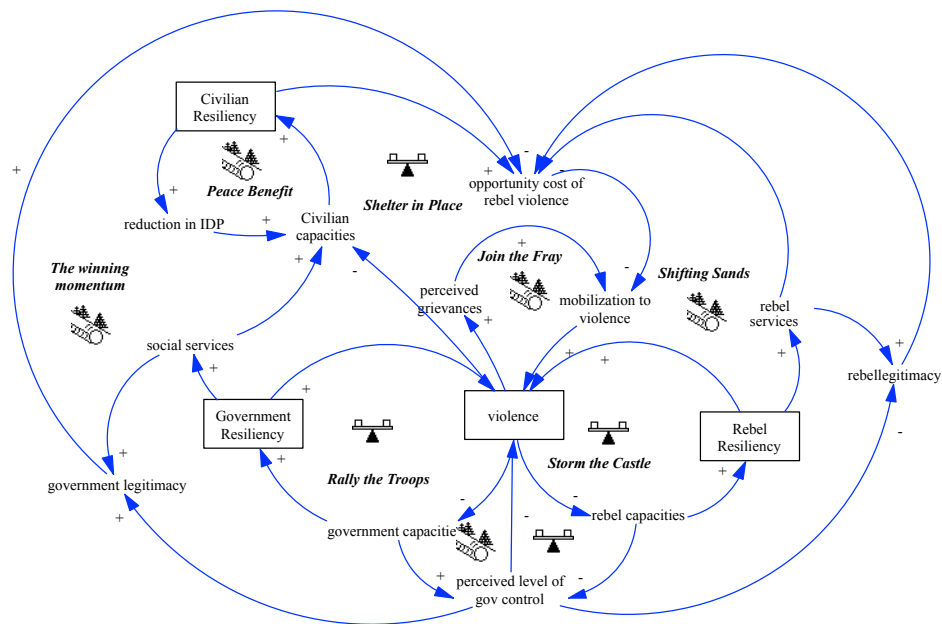 Civilian
Resiliency
+
-
+
+
-
-
Peace Benefit
Shelter in Place
opportunity cost of
rebel violence
+
reduction in IDP
+
Civilian
capacities
+
-
+
Join the Fray
-
Shifting Sands
The winning
momentum
perceived
grievances
+
mobilization to
violence
+
rebel
services
+
+
rebellegitimacy
-
social services
+
+
+
Government
Resiliency
+
violence
Rebel
Resiliency
+
Rally the Troops
Storm the Castle
+
government legitimacy
+
-
-
government capacitie
-
rebel capacities
+
perceived level of
gov control
-